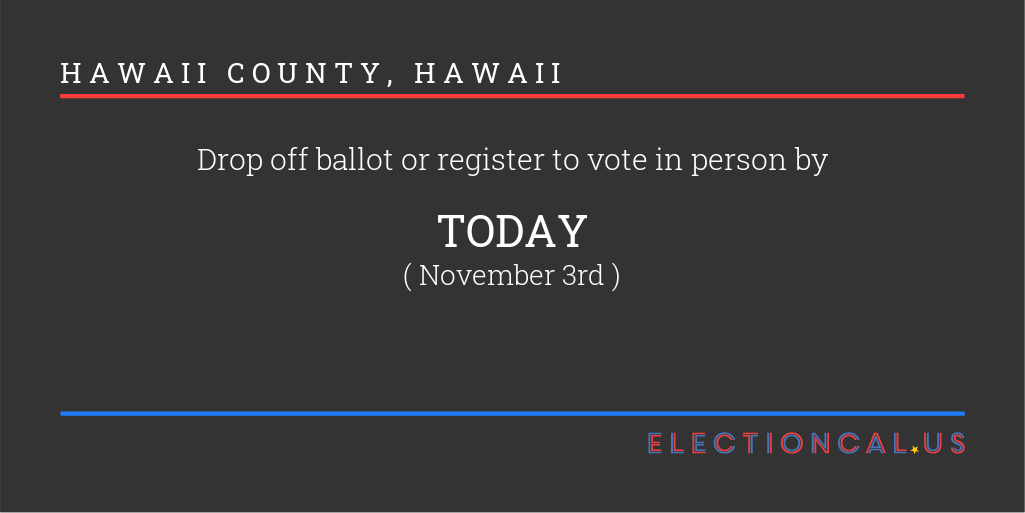 HAWAII COUNTY, HAWAII
Drop off ballot or register to vote in person by
TODAY
( November 3rd )
ELECTIONCAL.US